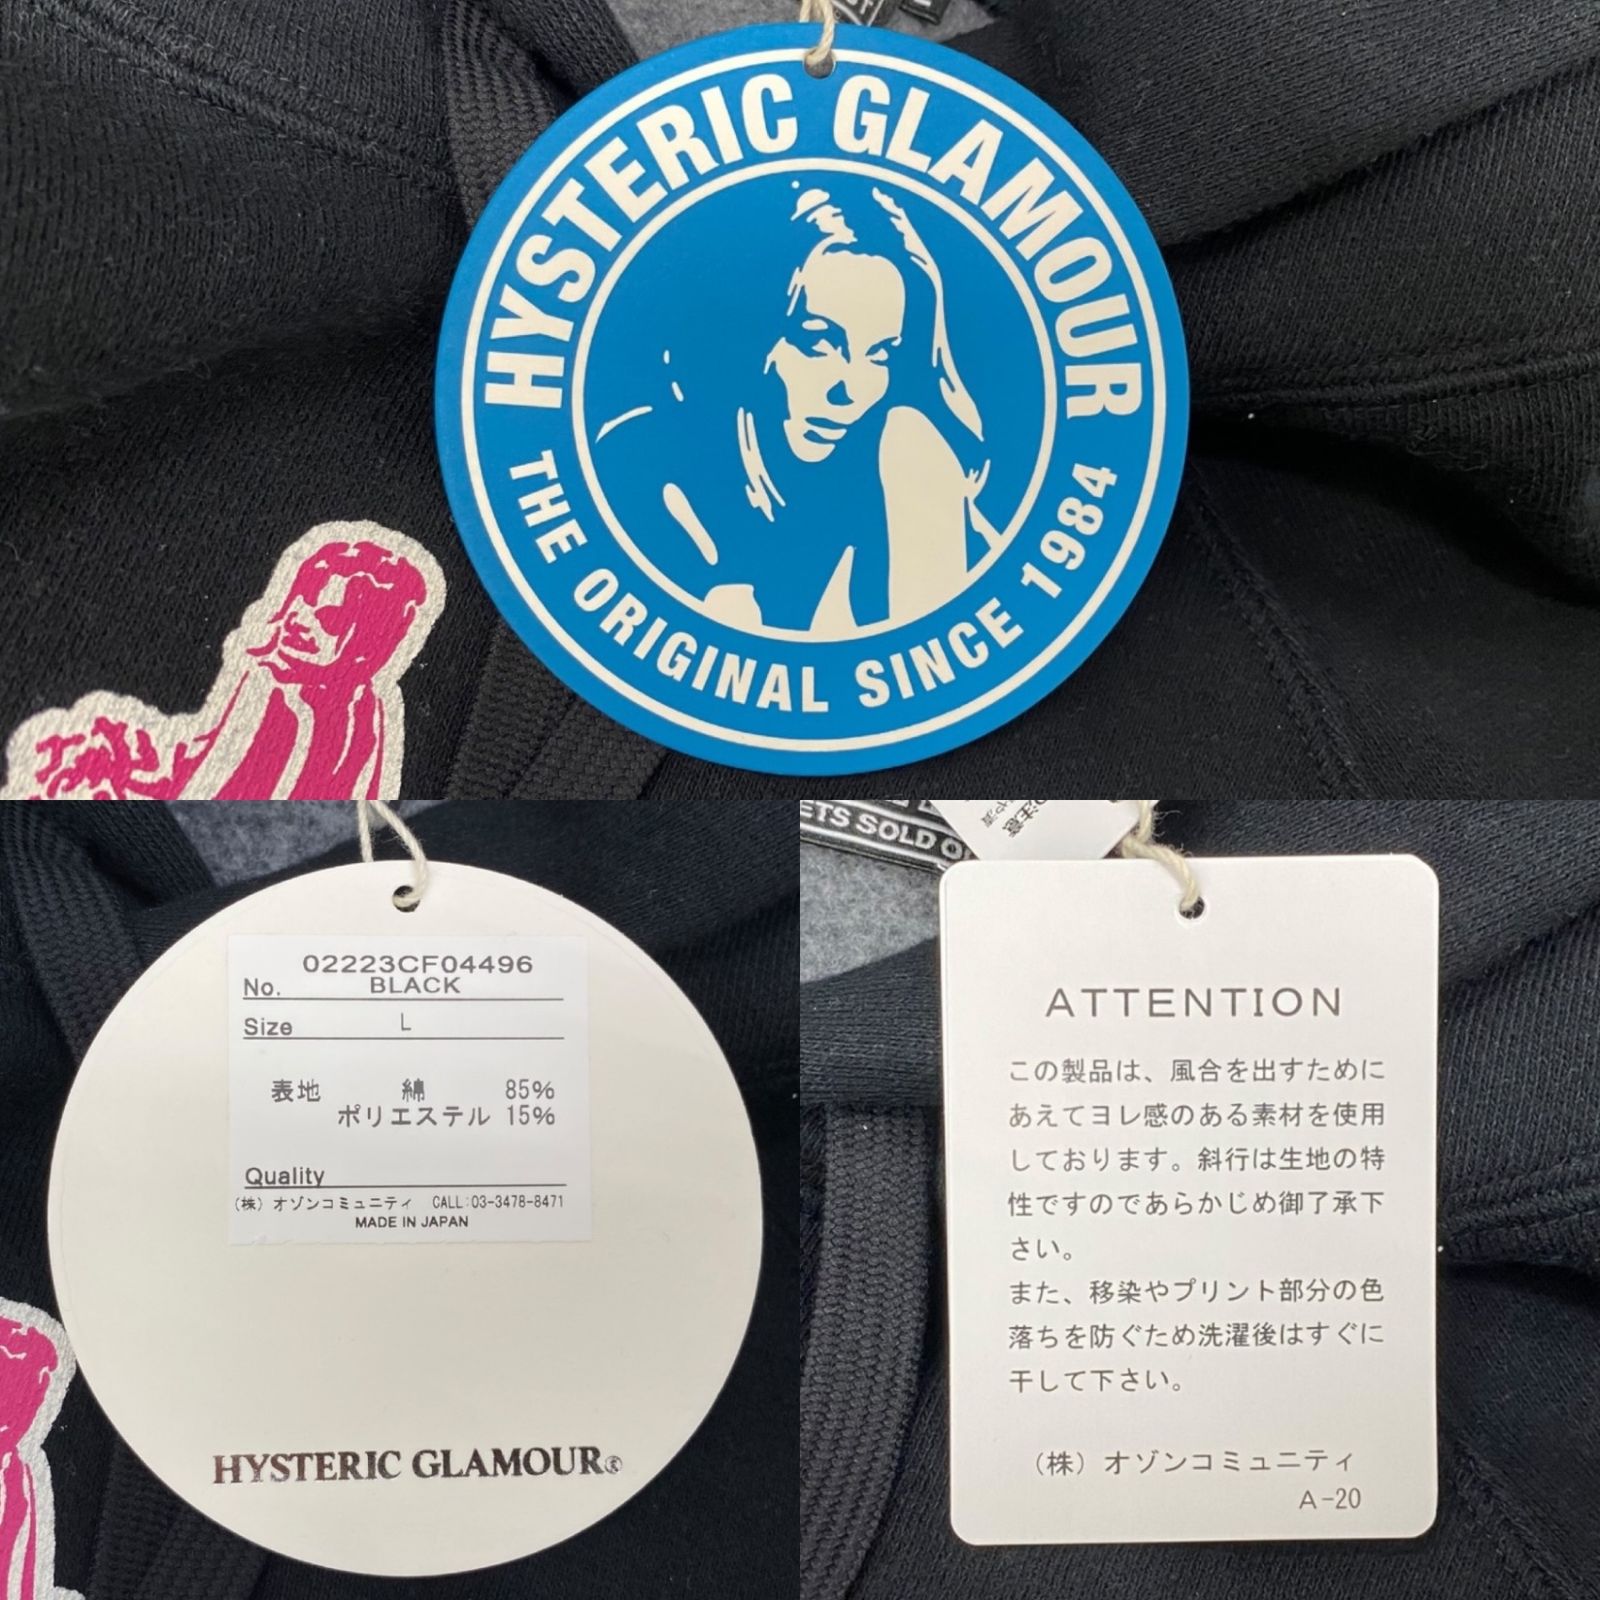 HYSTERIC GLAMOUR
THE ORIGINAL SINCE 1984
02223CF04496
No. BLACK
Size L
表地 綿 85%
ポリエステル 15%
Quality
(株) オゾンコミュニティ CALL:03-3478-8471
MADE IN JAPAN
HYSTERIC GLAMOUR®
SOLD
の注意
ATTENTION
この製品は、風合を出すために
あえてヨレ感のある素材を使用
しております。斜行は生地の特
性ですのであらかじめ御了承下
さい。
また、移染やプリント部分の色
落ちを防ぐため洗濯後はすぐに
干して下さい。
(株) オゾンコミュニティ
A-20